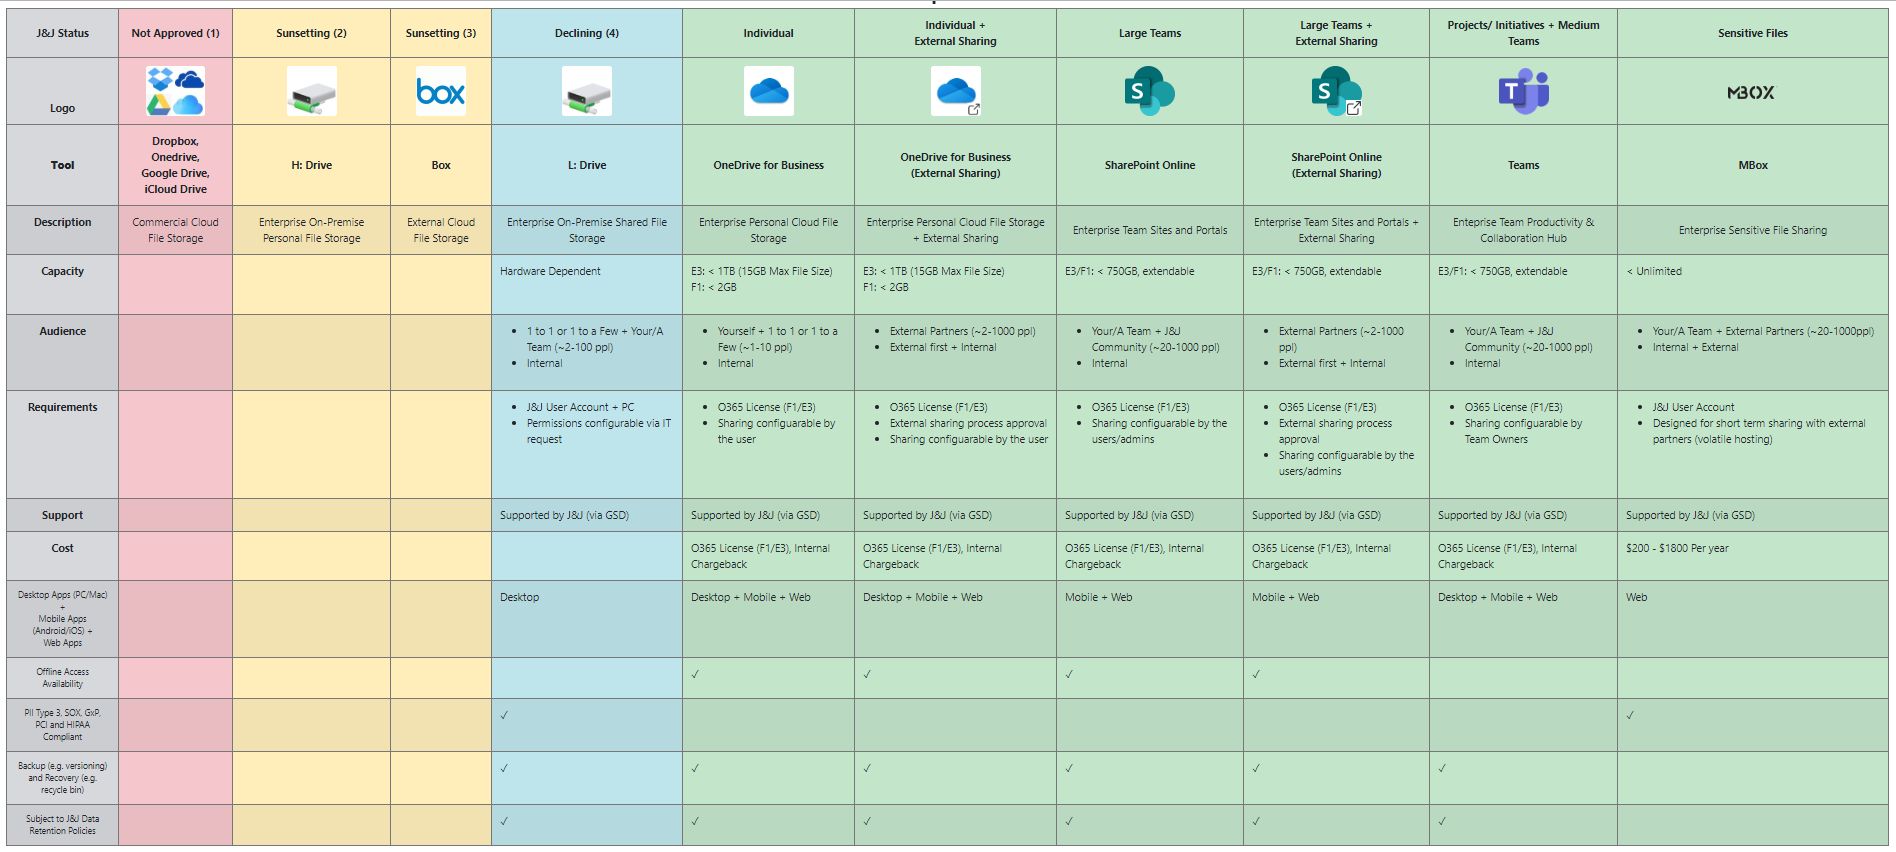 J&J Status
Not Approved (1)
Sunsetting (2)
Sunsetting (3)
Declining (4)
Individual
Individual +
External Sharing
Large Teams
Large Teams +
External Sharing
Projects/ Initiatives + Medium
Teams
Sensitive Files
Logo
box
S
S
T
MBOX
Tool
Dropbox,
Onedrive,
Google Drive,
iCloud Drive
H: Drive
Box
L: Drive
OneDrive for Business
OneDrive for Business
(External Sharing)
SharePoint Online
SharePoint Online
(External Sharing)
Teams
MBox
Description
Commercial Cloud
File Storage
Enterprise On-Premise
Personal File Storage
External Cloud
File Storage
Enterprise On-Premise Shared File
Storage
Enterprise Personal Cloud File
Storage
Enterprise Personal Cloud File Storage
+ External Sharing
Enterprise Team Sites and Portals
Enterprise Team Sites and Portals +
External Sharing
Enteprise Team Productivity &
Collaboration Hub
Enterprise Sensitive File Sharing
Capacity
Hardware Dependent
E3: < 1TB (15GB Max File Size)
F1: < 2GB
E3: < 1TB (15GB Max File Size)
F1: < 2GB
E3/F1: < 750GB, extendable
E3/F1: < 750GB, extendable
E3/F1: < 750GB, extendable
< Unlimited
Audience
• 1 to 1 or 1 to a Few + Your/A
Team (~2-100 ppl)
• Internal
• Yourself + 1 to 1 or 1 to a
Few (~1-10 ppl)
• Internal
• External Partners (~2-1000 ppl)
• External first + Internal
• Your/A Team + J&J
Community (~20-1000 ppl)
• Internal
• External Partners (~2-1000
ppl)
• External first + Internal
• Your/A Team + J&J
Community (~20-1000 ppl)
• Internal
• Your/A Team + External Partners (~20-1000ppl)
• Internal + External
Requirements
• J&J User Account + PC
• Permissions configurable via IT
request
• O365 License (F1/E3)
• Sharing configuarable by
the user
• O365 License (F1/E3)
• External sharing process approval
• Sharing configuarable by the user
• O365 License (F1/E3)
• Sharing configuarable by the
users/admins
• O365 License (F1/E3)
• External sharing process
approval
• Sharing configuarable by the
users/admins
• O365 License (F1/E3)
• Sharing configuarable by
Team Owners
• J&J User Account
• Designed for short term sharing with external
partners (volatile hosting)
Support
Supported by J&J (via GSD)
Supported by J&J (via GSD)
Supported by J&J (via GSD)
Supported by J&J (via GSD)
Supported by J&J (via GSD)
Supported by J&J (via GSD)
Supported by J&J (via GSD)
Cost
O365 License (F1/E3), Internal
Chargeback
O365 License (F1/E3), Internal
Chargeback
O365 License (F1/E3), Internal
Chargeback
O365 License (F1/E3), Internal
Chargeback
O365 License (F1/E3), Internal
Chargeback
$200 - $1800 Per year
Desktop Apps (PC/Mac)
+
Mobile Apps
(Android/iOS) +
Web Apps
Desktop
Desktop + Mobile + Web
Desktop + Mobile + Web
Mobile + Web
Mobile + Web
Desktop + Mobile + Web
Web
Offline Access
Availability
✓
✓
✓
✓
PII Type 3, SOX, GxP,
PCI and HIPAA
Compliant
✓
✓
Backup (e.g. versioning)
and Recovery (e.g.
recycle bin)
✓
✓
✓
✓
✓
✓
Subject to J&J Data
Retention Policies
✓
✓
✓
✓
✓
✓